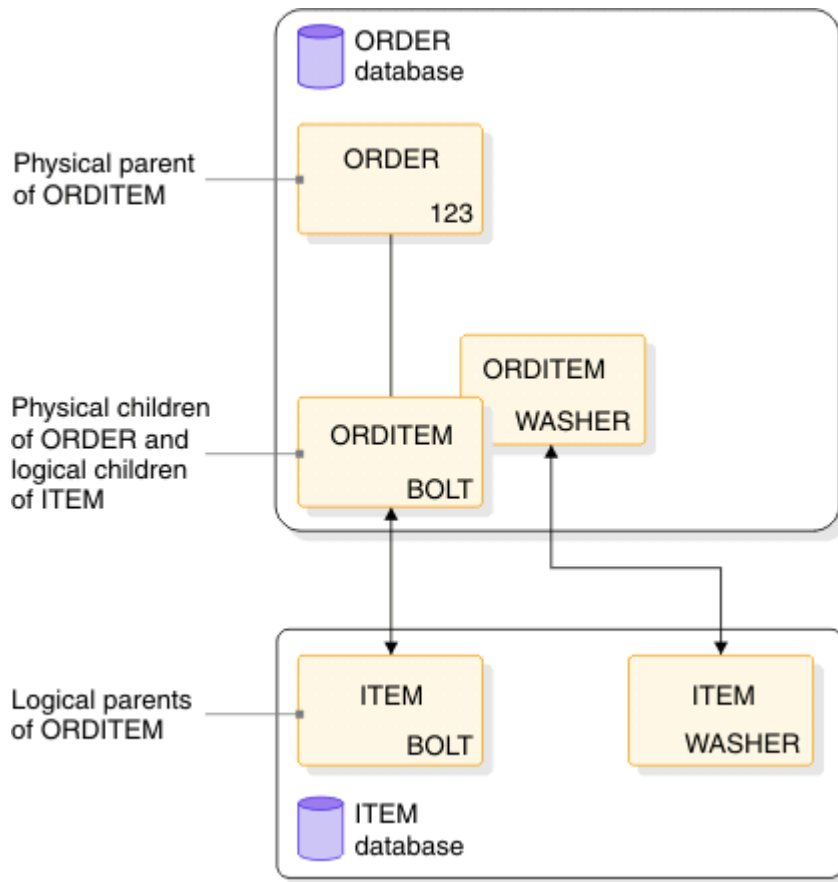 ORDER
database
Physical parent
of ORDITEM
ORDER
123
ORDITEM
WASHER
Physical children
of ORDER and
logical children
of ITEM
ORDITEM
BOLT
Logical parents
of ORDITEM
ITEM
BOLT
ITEM
WASHER
ITEM
database